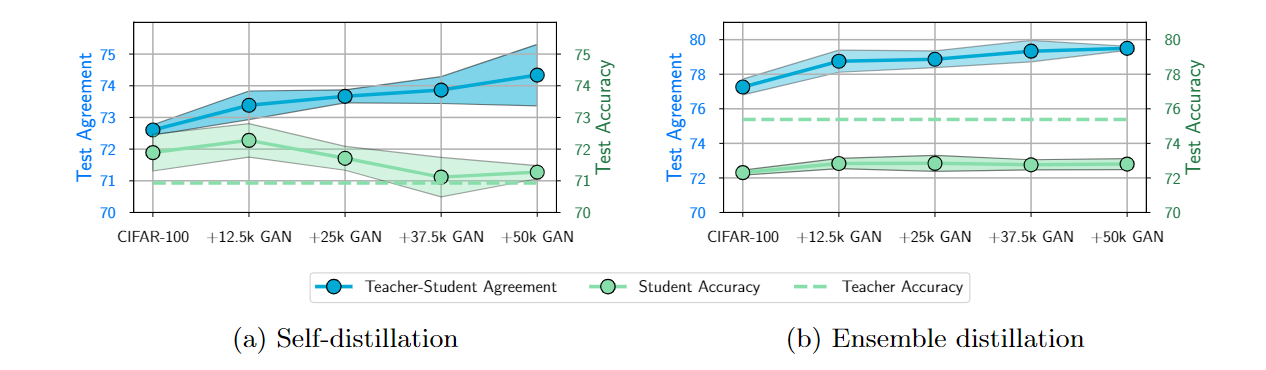 75
74
73
72
71
70
Test Agreement
75
74
73
72
71
70
Test Accuracy
CIFAR-100 +12.5k GAN +25k GAN +37.5k GAN +50k GAN
80
78
76
74
72
70
Test Agreement
80
78
76
74
72
70
Test Accuracy
CIFAR-100 +12.5k GAN +25k GAN +37.5k GAN +50k GAN
Teacher-Student Agreement Student Accuracy Teacher Accuracy
(a) Self-distillation
(b) Ensemble distillation